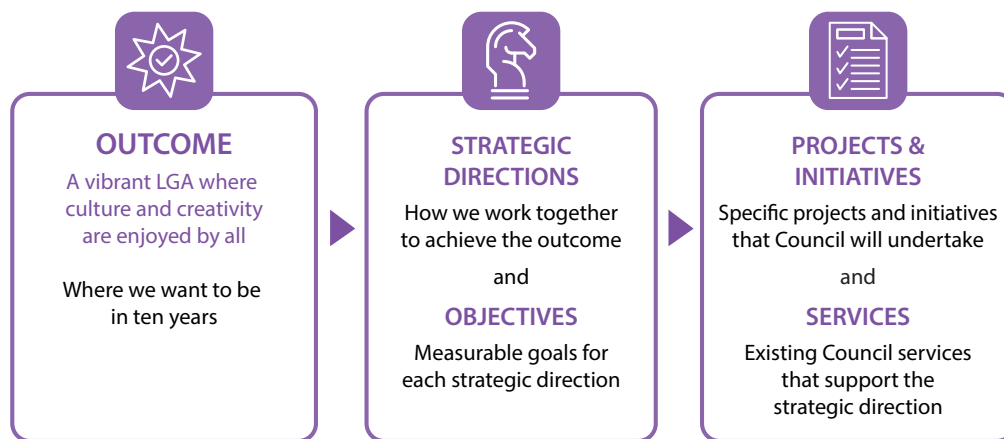 OUTCOME
A vibrant LGA where
culture and creativity
are enjoyed by all
Where we want to be
in ten years
STRATEGIC
DIRECTIONS
How we work together
to achieve the outcome
and
OBJECTIVES
Measurable goals for
each strategic direction
PROJECTS &
INITIATIVES
Specific projects and initiatives
that Council will undertake
and
SERVICES
Existing Council services
that support the
strategic direction